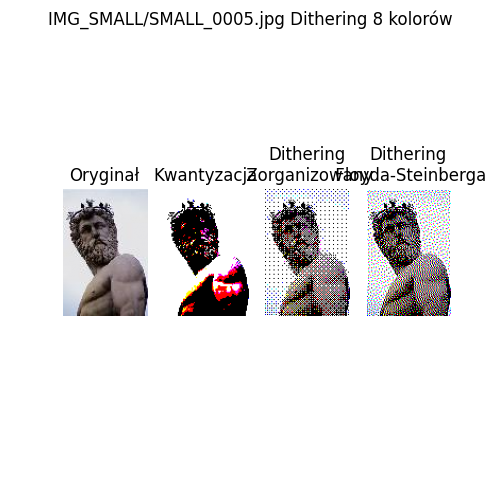 IMG_SMALL/SMALL_0005.jpg Dithering 8 kolorów
Oryginał
Kwantyzacja
Dithering
Zorganizowany
Dithering
Floyda-Steinberga